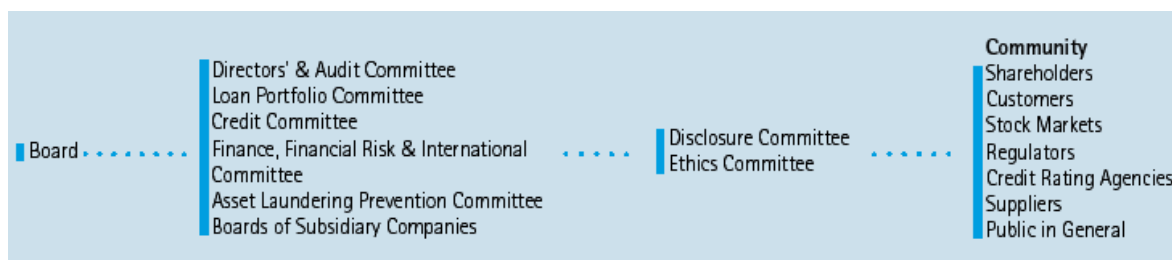 Board
Directors' & Audit Committee
Loan Portfolio Committee
Credit Committee
Finance, Financial Risk & International
Committee
Asset Laundering Prevention Committee
Boards of Subsidiary Companies
Disclosure Committee
Ethics Committee
Community
Shareholders
Customers
Stock Markets
Regulators
Credit Rating Agencies
Suppliers
Public in General